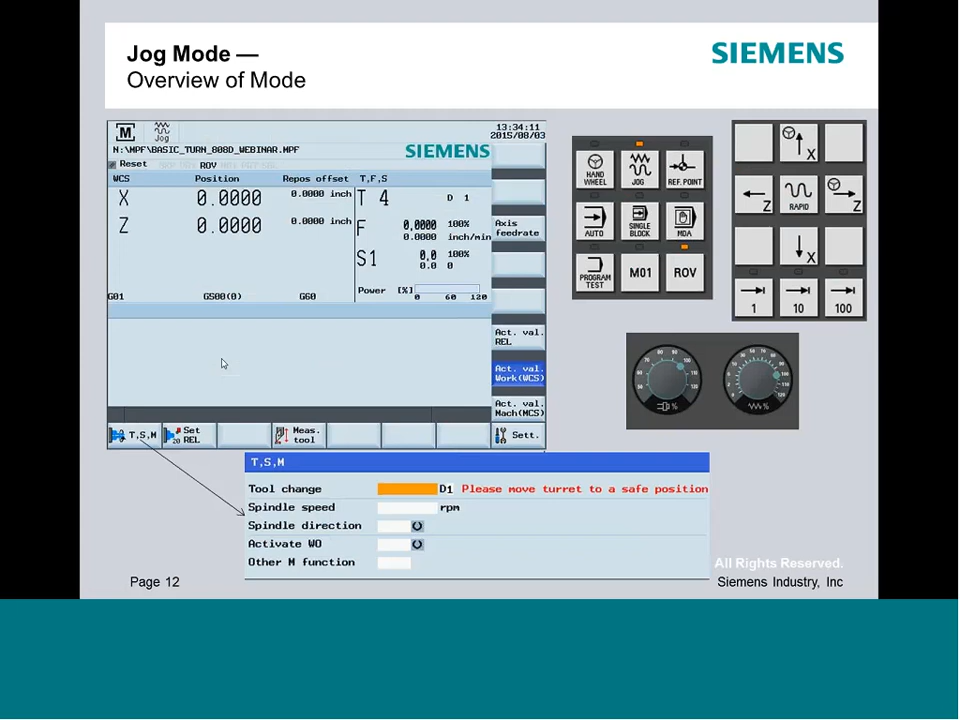 Jog Mode —
Overview of Mode
SIEMENS
M
Jog
13:34:11
2015/08/03
N:\MPF\BASIC_TURN_808D_WEBINAR.MPF
SIEMENS
Reset
ROV
WCS Position Repos offset T,F,S
X 0.0000 0.0000 inch T 4 D 1
Z 0.0000 0.0000 inch F 0.0000 100%
0.0000 inch/min
S1 0.0 100%
0.0 0
Power [%]
0 60 120
G01 G500(0) G60
Axis
feedrate
Act. val.
REL
Act. val.
Work(WCS)
Act. val.
Mach(MCS)
T,S,M
Set
REL
Meas.
tool
Sett.
HAND
WHEEL
JOG
REF.POINT
AUTO
SINGLE
BLOCK
MDA
PROGRAM
TEST
M01
ROV
X
Z
RAPID
Z
X
1
10
100
%
%
T,S,M
Tool change D1 Please move turret to a safe position
Spindle speed rpm
Spindle direction
Activate WO
Other M function
All Rights Reserved.
Page 12
Siemens Industry, Inc